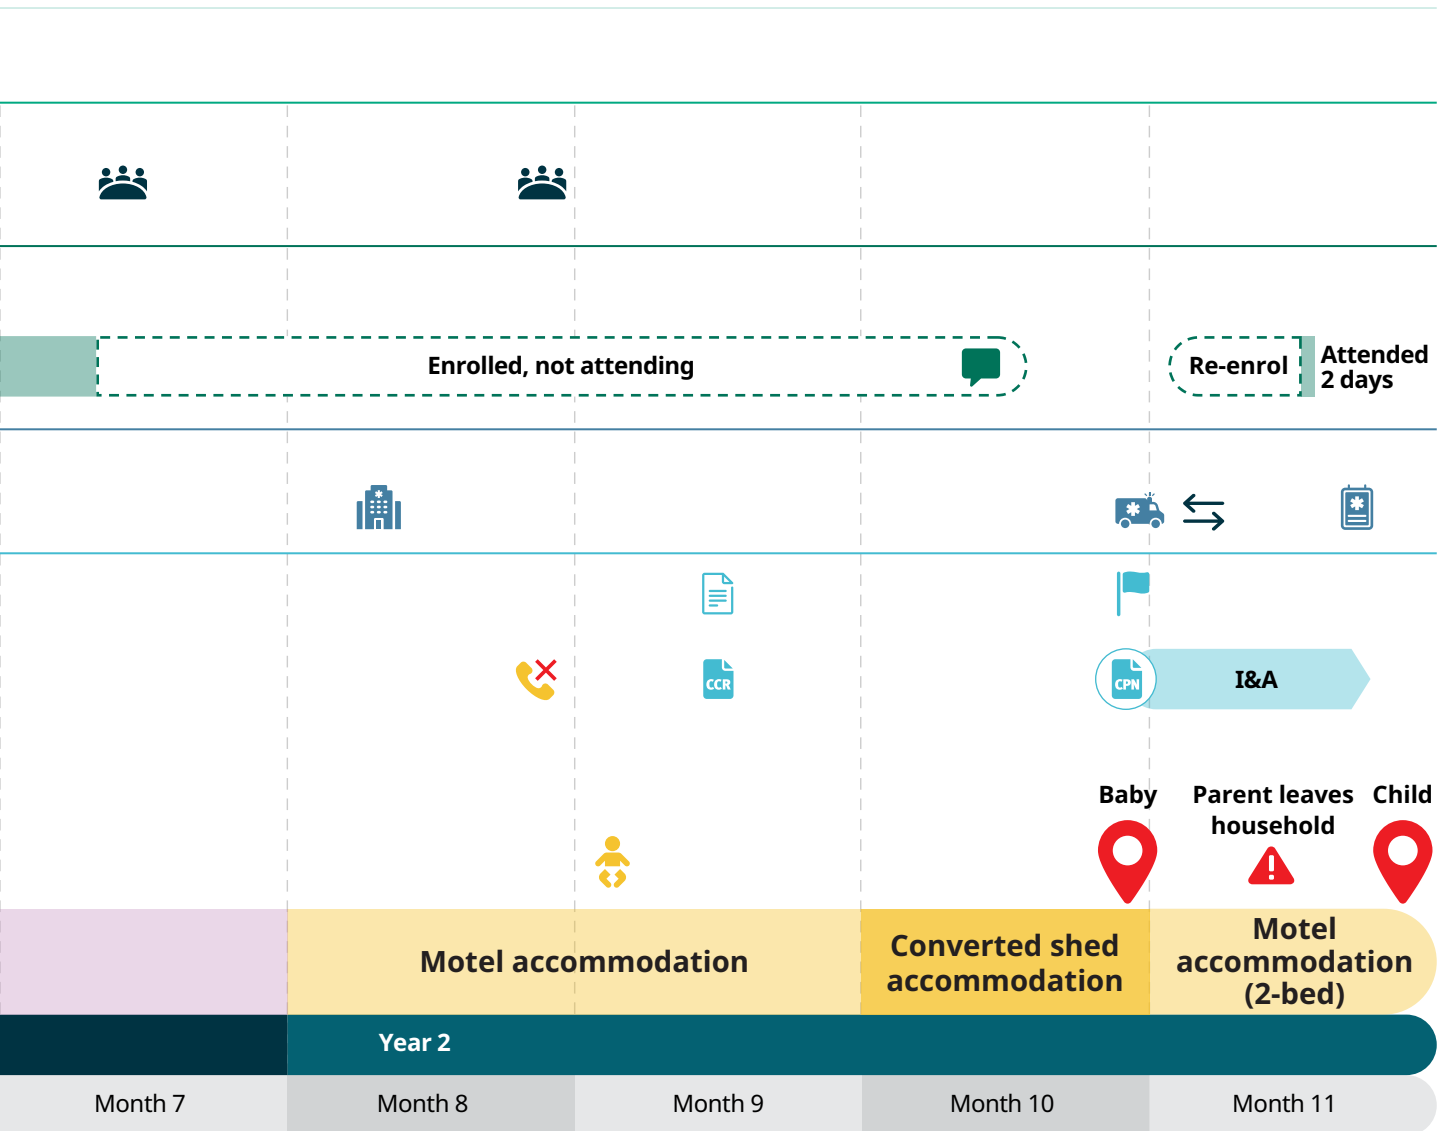 Enrolled, not attending
Re-enrol
Attended
2 days
CCR
CPN
I&A
Baby
Parent leaves
household
Child
Motel accommodation
Converted shed
accommodation
Motel
accommodation
(2-bed)
Year 2
Month 7
Month 8
Month 9
Month 10
Month 11